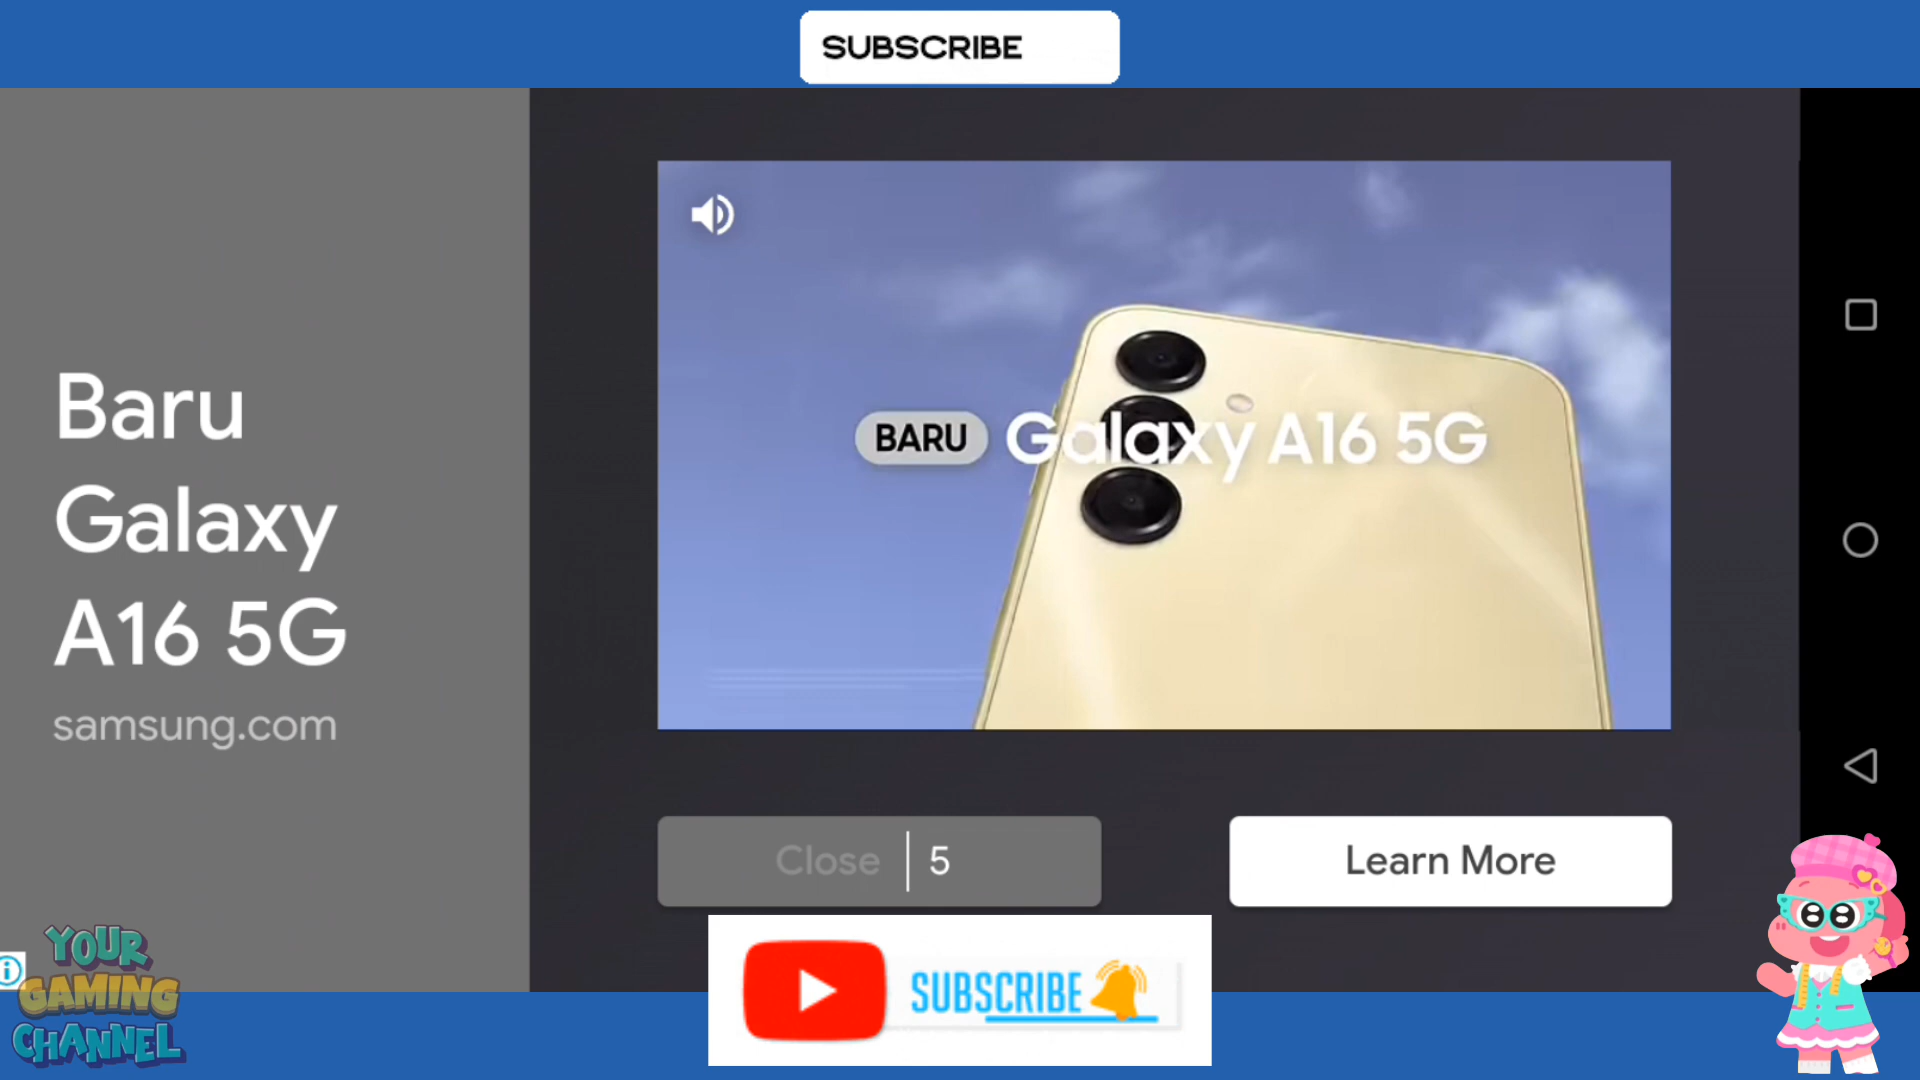 SUBSCRIBE
Baru
Galaxy
A16 5G
samsung.com
BARU Galaxy A16 5G
Close 5
Learn More
SUBSCRIBE
YOUR
GAMING
CHANNEL